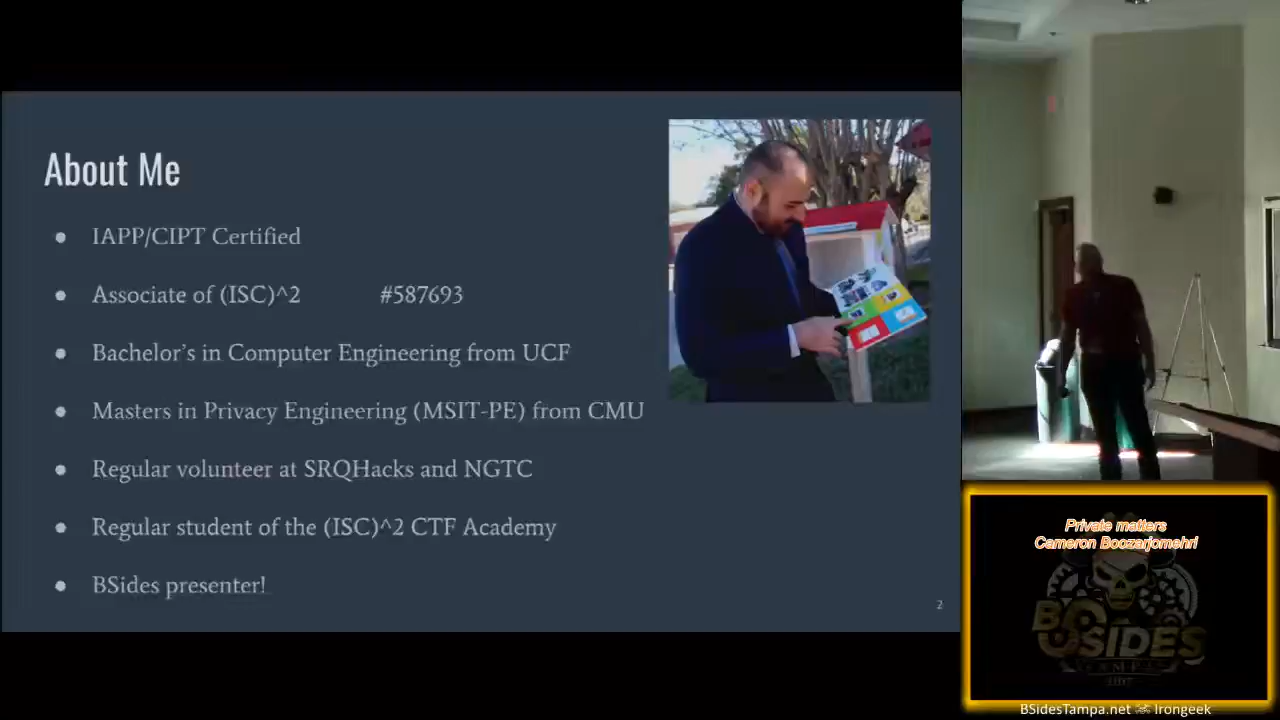 About Me
● IAPP/CIPT Certified
● Associate of (ISC)^2 #587693
● Bachelor's in Computer Engineering from UCF
● Masters in Privacy Engineering (MSIT-PE) from CMU
● Regular volunteer at SRQHacks and NGTC
● Regular student of the (ISC)^2 CTF Academy
● BSides presenter!
2
Private matters
Cameron Boozarjomehri
BSIDES
TAMPA
BSidesTampa.net Irongeek